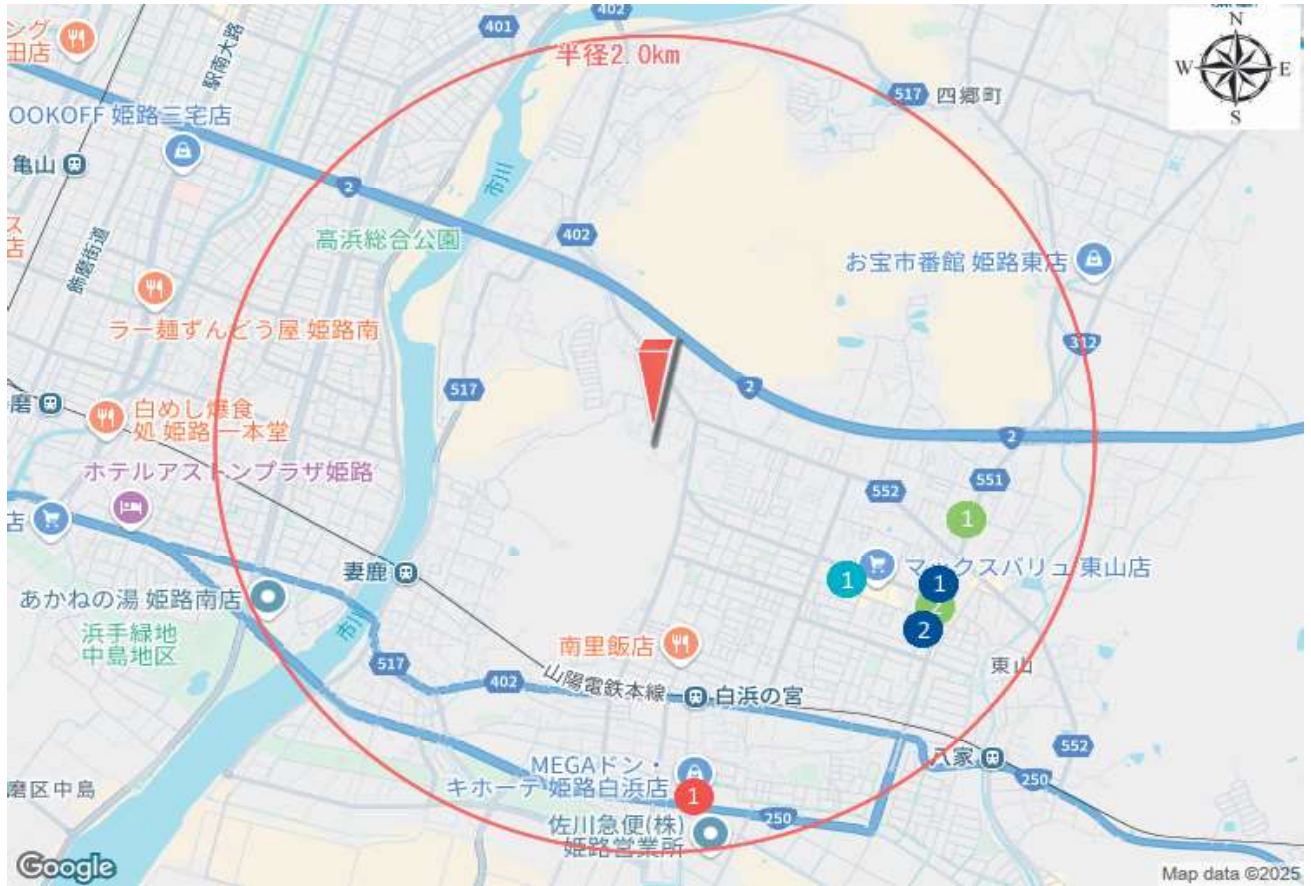 ング
田店
駅南大路
401
402
半径2.0km
517
四郷町
N
W
E
S
OOKOFF 姫路三宅店
亀山
2
市川
高浜総合公園
402
お宝市番館 姫路東店
ス
店
飾磨街道
ラー麺ずんどう屋 姫路南
312
517
2
磨
白めし爆食
処 姫路 一本堂
2
ホテルアストンプラザ姫路
552
551
店
1
妻鹿
1
マックスバリュ 東山店
1
あかねの湯 姫路南店
2
市川
2
浜手緑地
中島地区
南里飯店
東山
517
402
山陽電鉄本線
白浜の宮
552
八家
MEGAドン・
キホーテ 姫路白浜店
250
磨区中島
1
250
佐川急便(株)
姫路営業所
Google
Map data ©2025